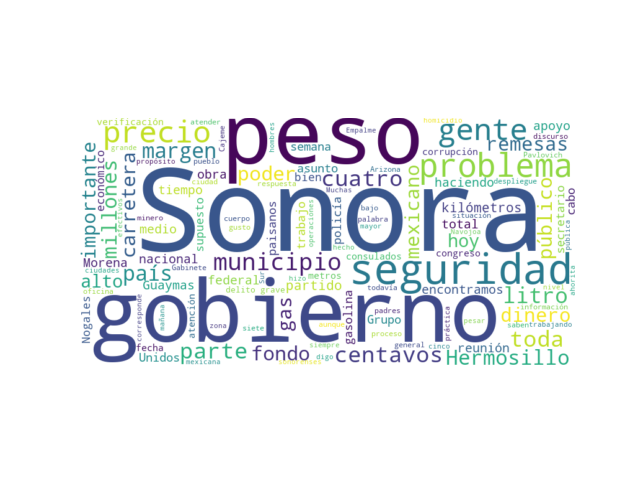 verificación atender peso homicidio
precio gente apoyo
Cajeme hombres Empalme discurso
margen semana corrupción Pavlovich remesas
importante económico propósito pueblo asunto Arizona despliegue
grande ciudad respuesta bien cuatro problema
obra poder haciendo
millones carretera tiempo Muchas mexicano público secretario cabo
minero cuerpo trabajo bajo kilómetros
efectivos supuesto gusto operaciones policía palabra situación
medio paisanos mayor total Navojoa pública
Sonora
Morena nacional municipio hecho consulados congreso hoy ahorita
ciudades Gabinete Sur metros seguridad
alto país federal partido todavía encontramos nivel
oficina Guaymas delito grave litro
Nogales corresponde atención gas gasolina padres práctica información
mañana zona siete aunque Grupo dinero
gobierno
saben trabajando
fecha proceso pesar toda
Unidos parte hizo siempre general cinco reunión
mexicana fondo digo centavos Hermosillo